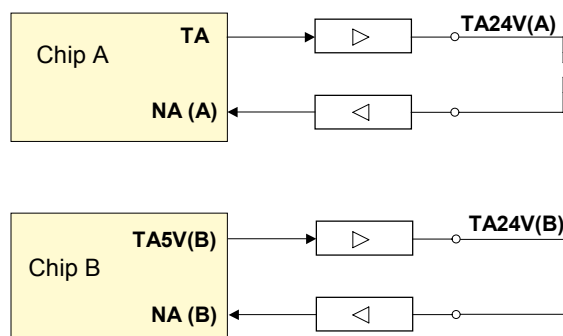 TA
TA24V(A)
Chip A
NA (A)
TA5V(B)
TA24V(B)
Chip B
NA (B)